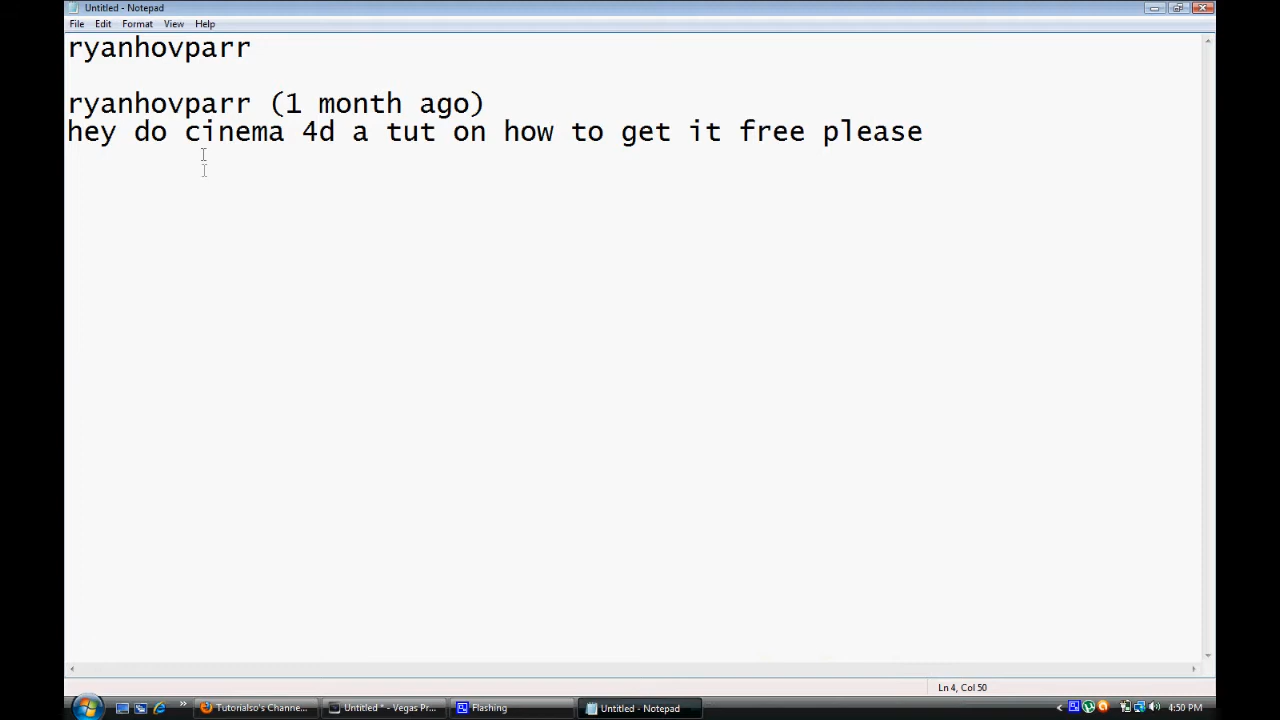 Untitled - Notepad
File Edit Format View Help
ryanhovparr
ryanhovparr (1 month ago)
hey do cinema 4d a tut on how to get it free please
Ln 4, Col 50
Tutorialso's Channe... Untitled * - Vegas Pr... Flashing Untitled - Notepad 4:50 PM